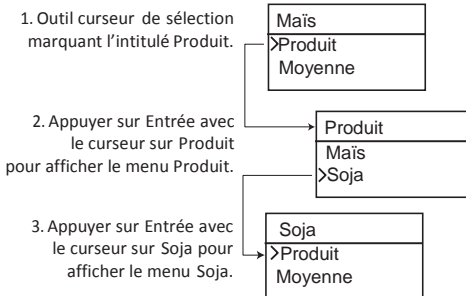 1. Outil curseur de sélection
marquant l'intitulé Produit.
Maïs
>Produit
Moyenne
2. Appuyer sur Entrée avec
le curseur sur Produit
pour afficher le menu Produit.
Produit
Maïs
>Soja
3. Appuyer sur Entrée avec
le curseur sur Soja pour
afficher le menu Soja.
Soja
>Produit
Moyenne